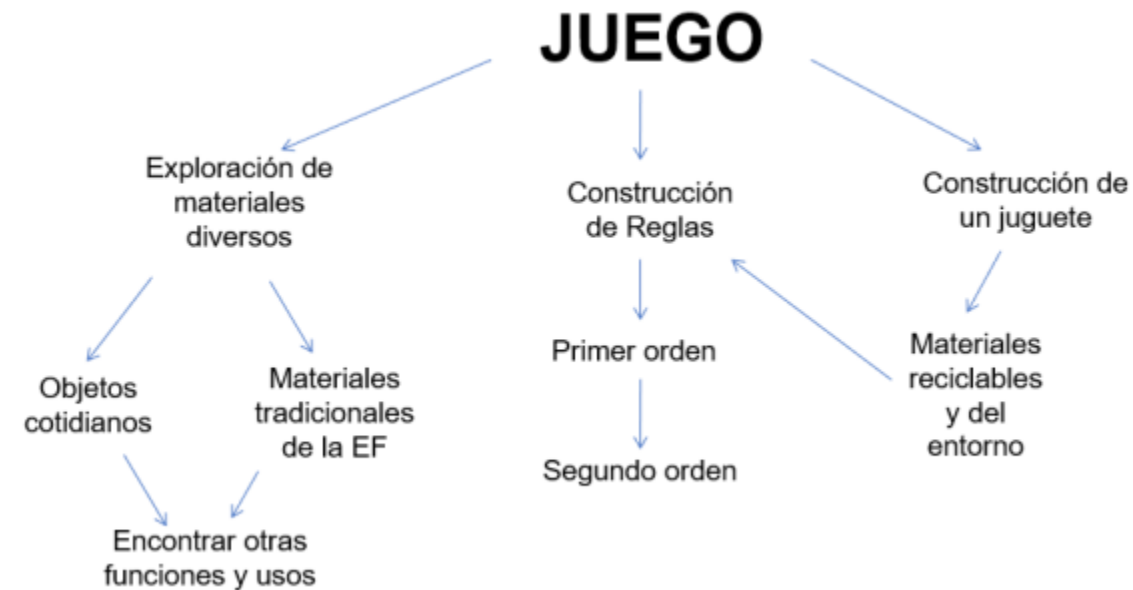 JUEGO
Exploración de
materiales
diversos
Construcción
de Reglas
Construcción de
un juguete
Objetos
cotidianos
Materiales
tradicionales
de la EF
Primer orden
Materiales
reciclables
y del
entorno
Segundo orden
Encontrar otras
funciones y usos